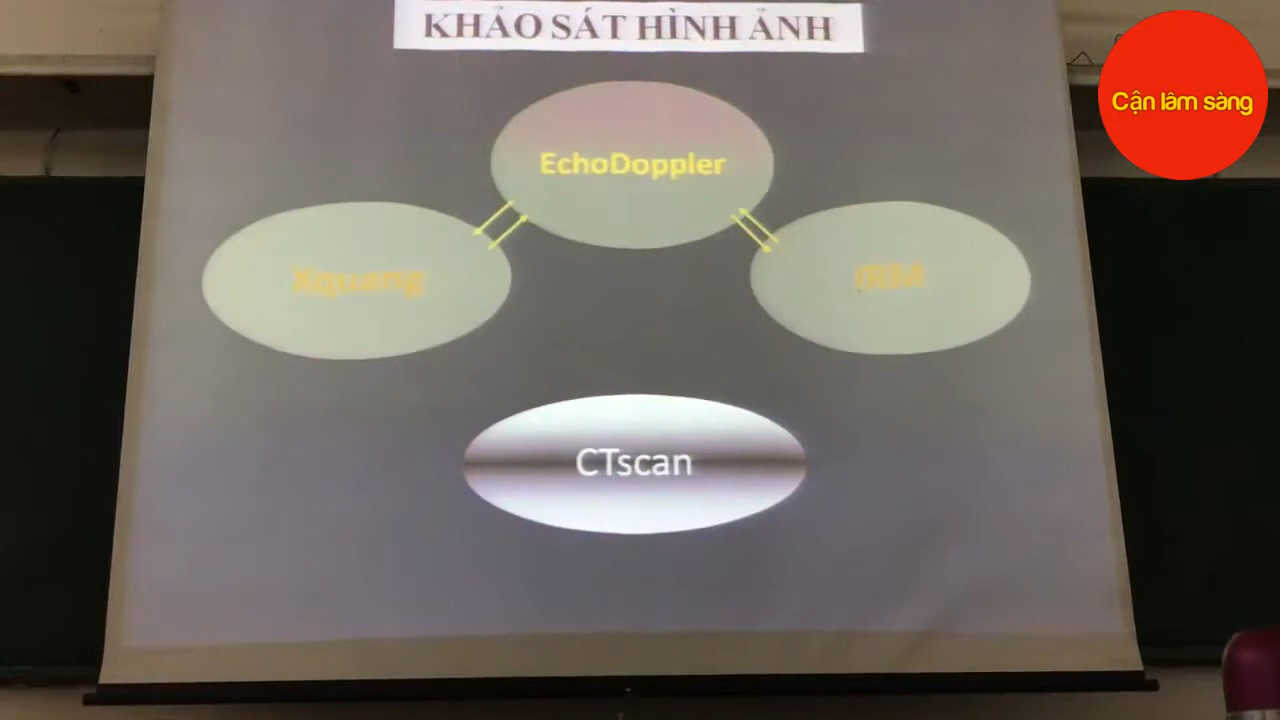 KHẢO SÁT HÌNH ẢNH
Cận lâm sàng
EchoDoppler
Xquang
CTscan